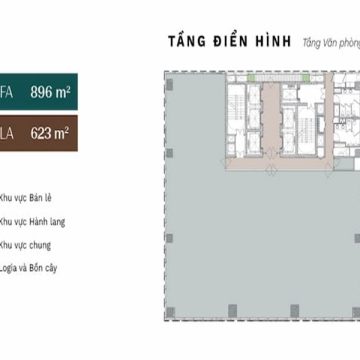 TẦNG ĐIỂN HÌNH Tầng Văn phòng
FA 896 m²
LA 623 m²
Khu vực Bán lẻ
Khu vực Hành lang
Khu vực chung
Logia và Bồn cây